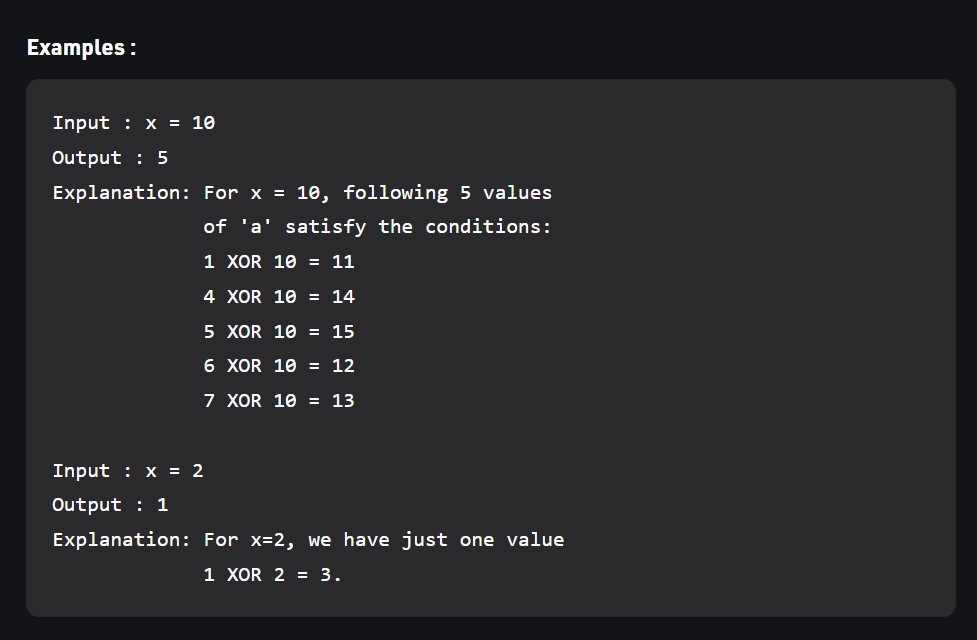 Examples :
Input : x = 10
Output : 5
Explanation: For x = 10, following 5 values
of 'a' satisfy the conditions:
1 XOR 10 = 11
4 XOR 10 = 14
5 XOR 10 = 15
6 XOR 10 = 12
7 XOR 10 = 13
Input : x = 2
Output : 1
Explanation: For x=2, we have just one value
1 XOR 2 = 3.